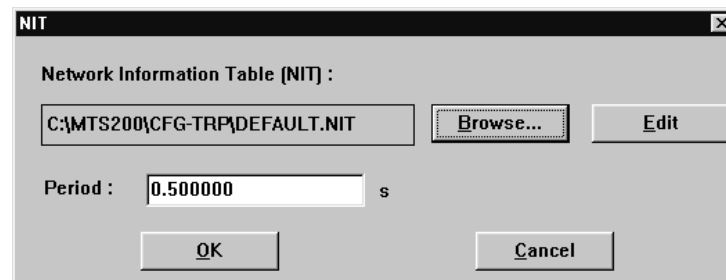 NIT
Network Information Table (NIT) :
C:\MTS200\CFG-TRP\DEFAULT.NIT Browse... Edit
Period : 0.500000 s
OK Cancel